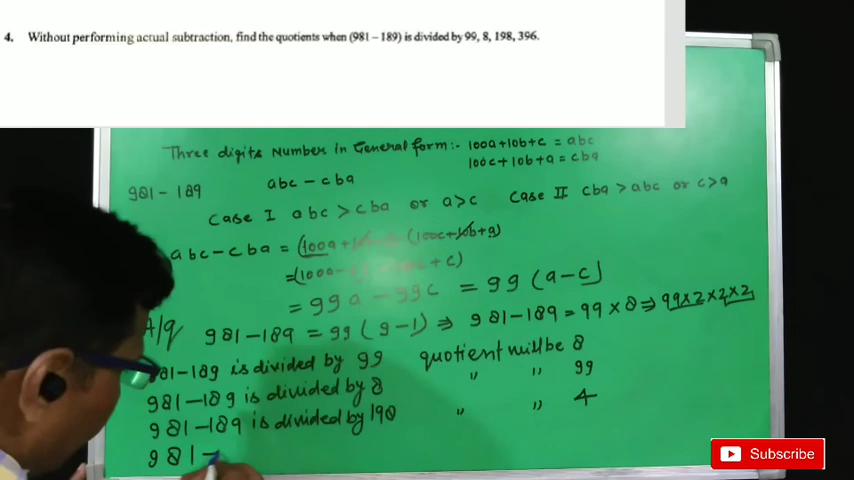 4. Without performing actual subtraction, find the quotients when (981 – 189) is divided by 99, 8, 198, 396.
Three digits Number in General form:- 100a+10b+c = abc
100c+10b+a = cba
981-189 abc-cba
Case I abc>cba or a>c Case II cba>abc or c>a
abc-cba = (100a+ (100c+10b+a)
=(100a- +c)
= 99a-99c = 99(a-c)
A/q 981-189 = 99(9-1) ⇒ 981-189 = 99×8 ⇒ 99×2×2×2
81-189 is divided by 99 quotient will be 8
981-189 is divided by 8 " " 99
981-189 is divided by 198 " " 4
981-
Subscribe